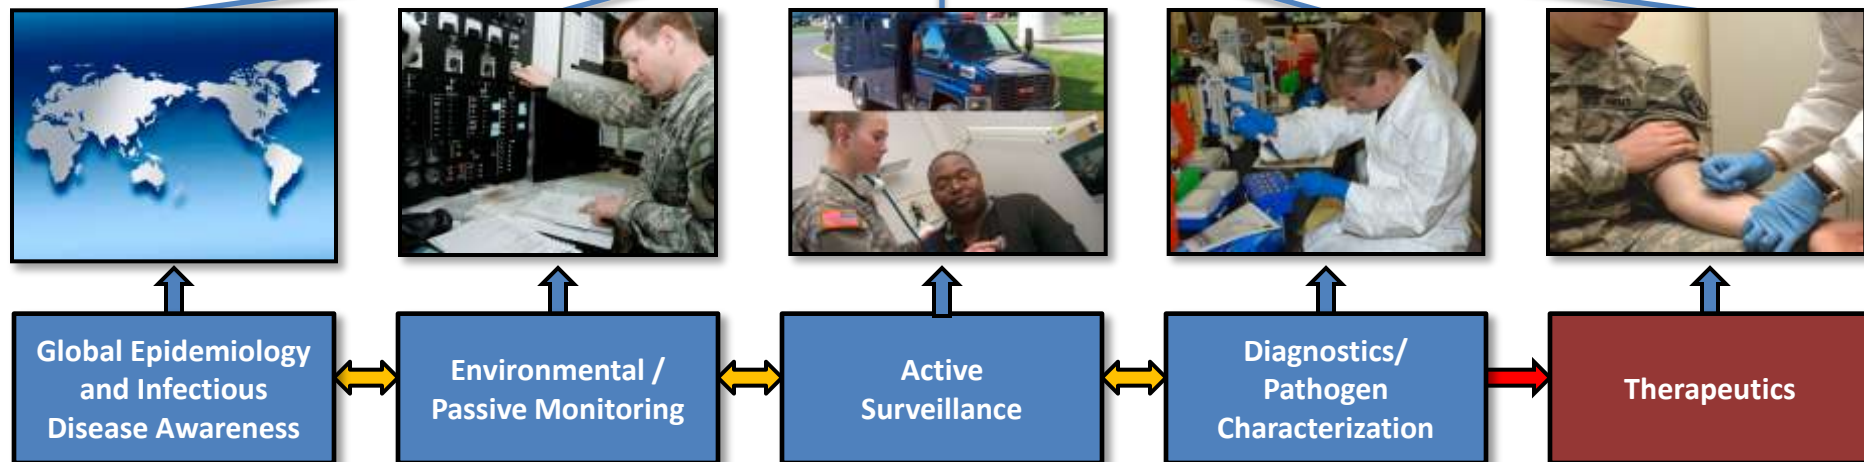 Global Epidemiology
and Infectious
Disease Awareness
Environmental /
Passive Monitoring
Active
Surveillance
Diagnostics/
Pathogen
Characterization
Therapeutics